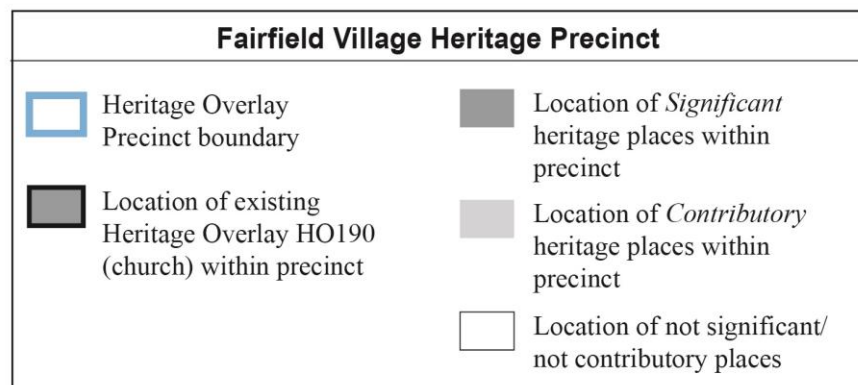 Fairfield Village Heritage Precinct
Heritage Overlay
Precinct boundary
Location of existing
Heritage Overlay HO190
(church) within precinct
Location of Significant
heritage places within
precinct
Location of Contributory
heritage places within
precinct
Location of not significant/
not contributory places